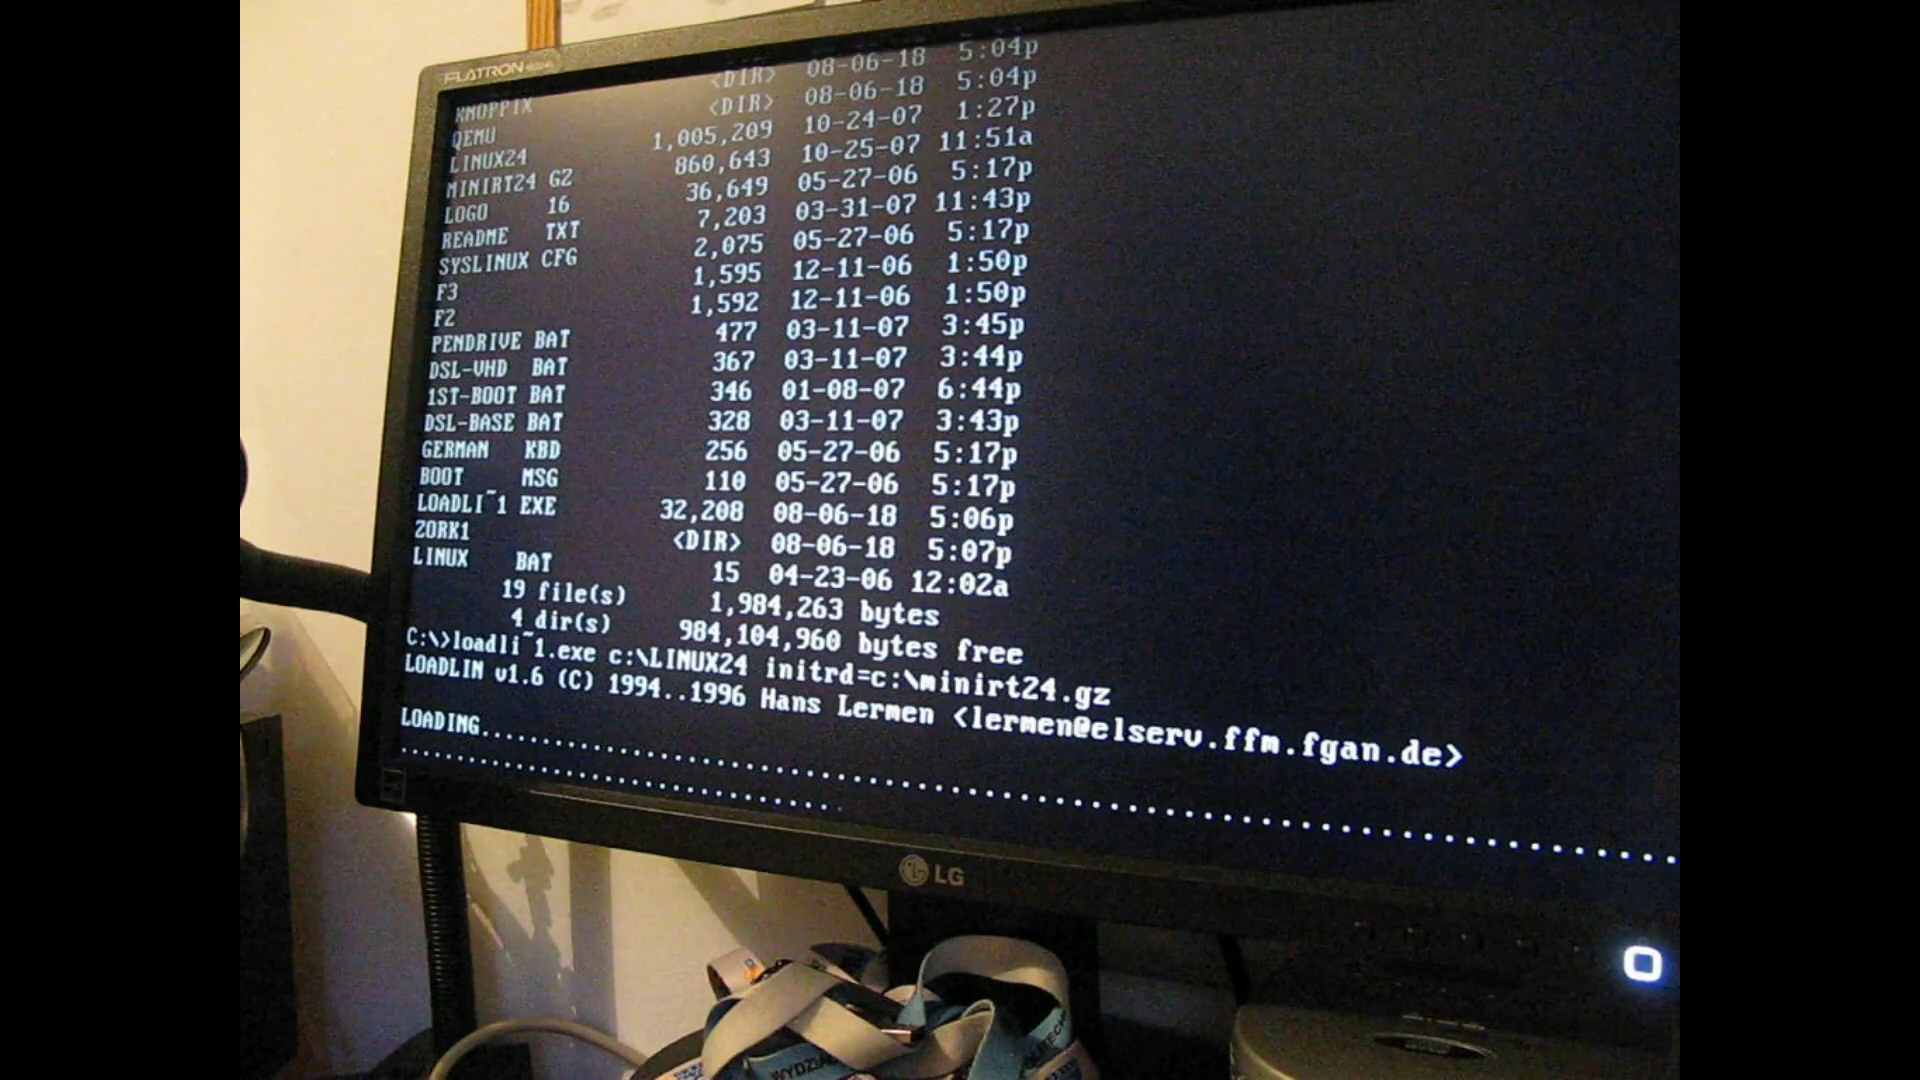 FLATRON
KNOPPIX <DIR> 08-06-18 5:04p
QEMU <DIR> 08-06-18 5:04p
LINUX24 1,005,209 10-24-07 1:27p
MINIRT24 GZ 860,643 10-25-07 11:51a
LOGO 16 36,649 05-27-06 5:17p
README TXT 7,203 03-31-07 11:43p
SYSLINUX CFG 2,075 05-27-06 5:17p
F3 1,595 12-11-06 1:50p
F2 1,592 12-11-06 1:50p
PENDRIVE BAT 477 03-11-07 3:45p
DSL-VHD BAT 367 03-11-07 3:44p
1ST-BOOT BAT 346 01-08-07 6:44p
DSL-BASE BAT 328 03-11-07 3:43p
GERMAN KBD 256 05-27-06 5:17p
BOOT MSG 110 05-27-06 5:17p
LOADLI~1 EXE 32,208 08-06-18 5:06p
ZORK1 <DIR> 08-06-18 5:07p
LINUX BAT 15 04-23-06 12:02a
19 file(s) 1,984,263 bytes
4 dir(s) 984,104,960 bytes free
C:\>loadli~1.exe c:\LINUX24 initrd=c:\minirt24.gz
LOADLIN v1.6 (C) 1994..1996 Hans Lermen <lermen@elserv.ffm.fgan.de>
LOADING...............................................................
..............................
LG